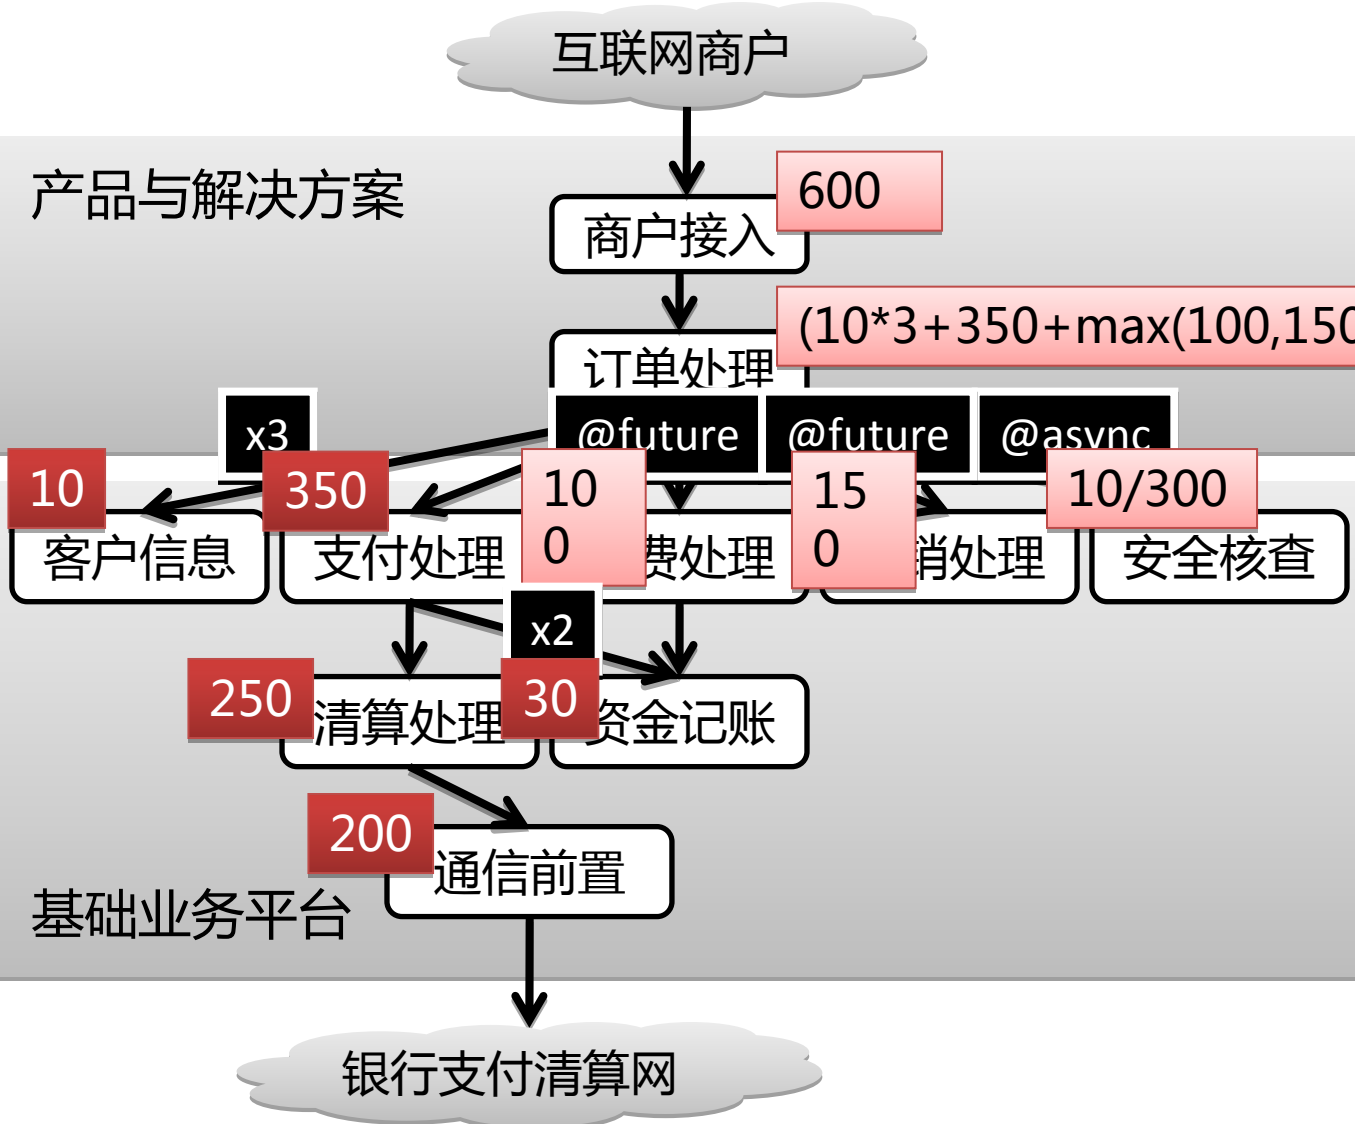 互联网商户
产品与解决方案
600
商户接入
(10*3+350+max(100,150
订单处理
x3
@future
@future
@async
10
350
100
150
10/300
客户信息
支付处理
费处理
销处理
安全核查
x2
250
30
清算处理
资金记账
200
通信前置
基础业务平台
银行支付清算网